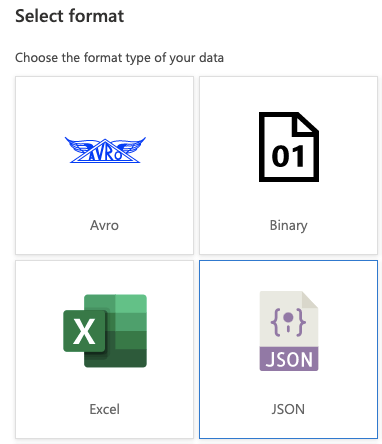 Select format
Choose the format type of your data
AVRO
Avro
01
Binary
X
Excel
{;}
JSON
JSON